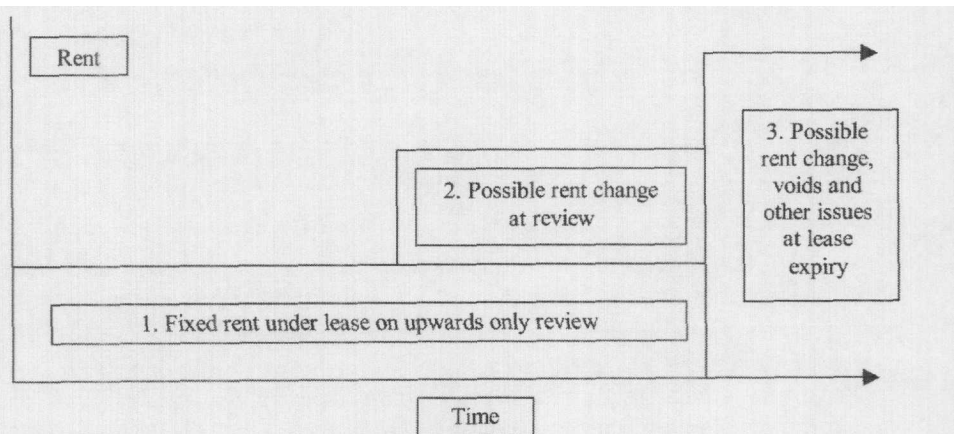 Rent
3. Possible
rent change,
voids and
other issues
at lease
expiry
2. Possible rent change
at review
1. Fixed rent under lease on upwards only review
Time